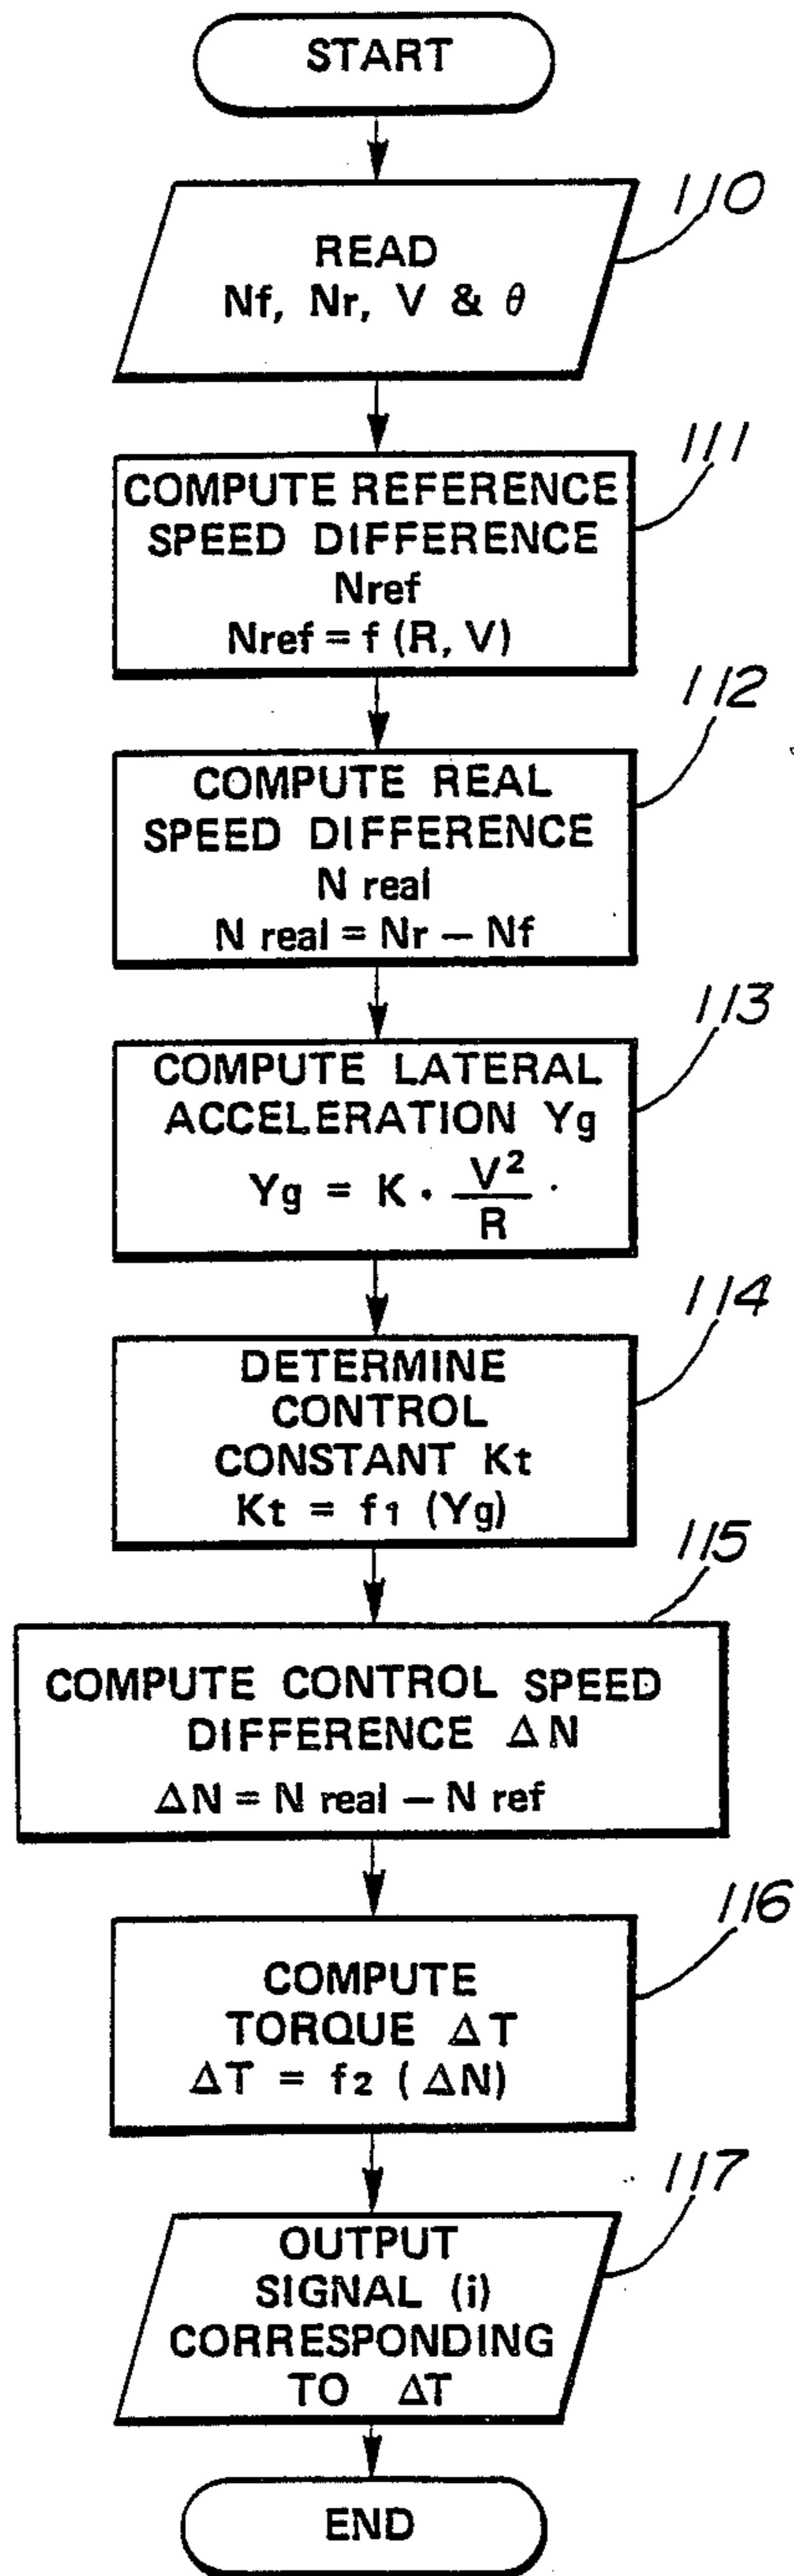 START
110
READ
Nf, Nr, V & θ
111
COMPUTE REFERENCE
SPEED DIFFERENCE
Nref
Nref = f (R, V)
112
COMPUTE REAL
SPEED DIFFERENCE
N real
N real = Nr – Nf
113
COMPUTE LATERAL
ACCELERATION Yg
Yg = K · V²/R
114
DETERMINE
CONTROL
CONSTANT Kt
Kt = f1 (Yg)
115
COMPUTE CONTROL SPEED
DIFFERENCE ΔN
ΔN = N real – N ref
116
COMPUTE
TORQUE ΔT
ΔT = f2 (ΔN)
117
OUTPUT
SIGNAL (i)
CORRESPONDING
TO ΔT
END